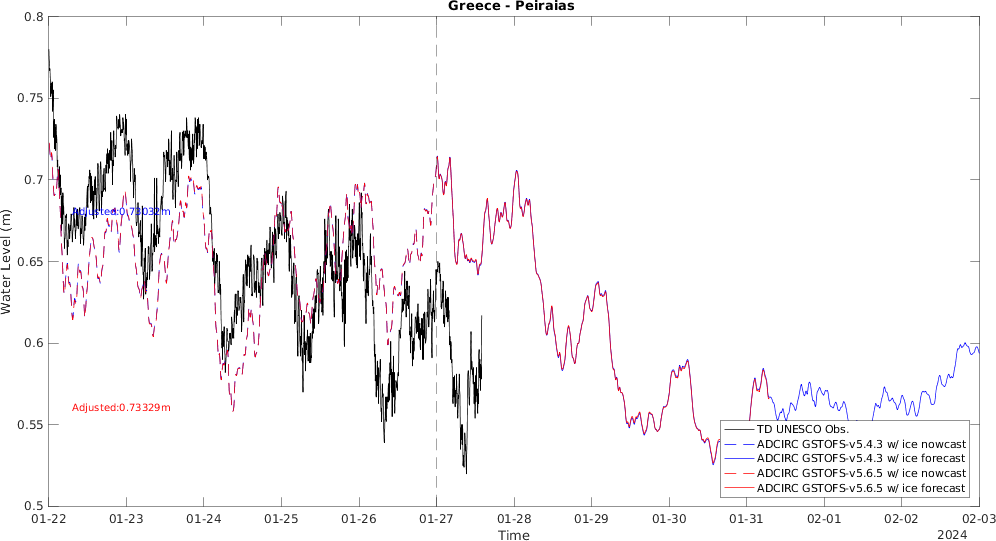 Greece - Peiraias
0.8
0.75
0.7
0.65
0.6
0.55
0.5
Water Level (m)
Adjusted:0.73032m
Adjusted:0.73329m
TD UNESCO Obs.
ADCIRC GSTOFS-v5.4.3 w/ ice nowcast
ADCIRC GSTOFS-v5.4.3 w/ ice forecast
ADCIRC GSTOFS-v5.6.5 w/ ice nowcast
ADCIRC GSTOFS-v5.6.5 w/ ice forecast
01-22 01-23 01-24 01-25 01-26 01-27 01-28 01-29 01-30 01-31 02-01 02-02 02-03
Time
2024